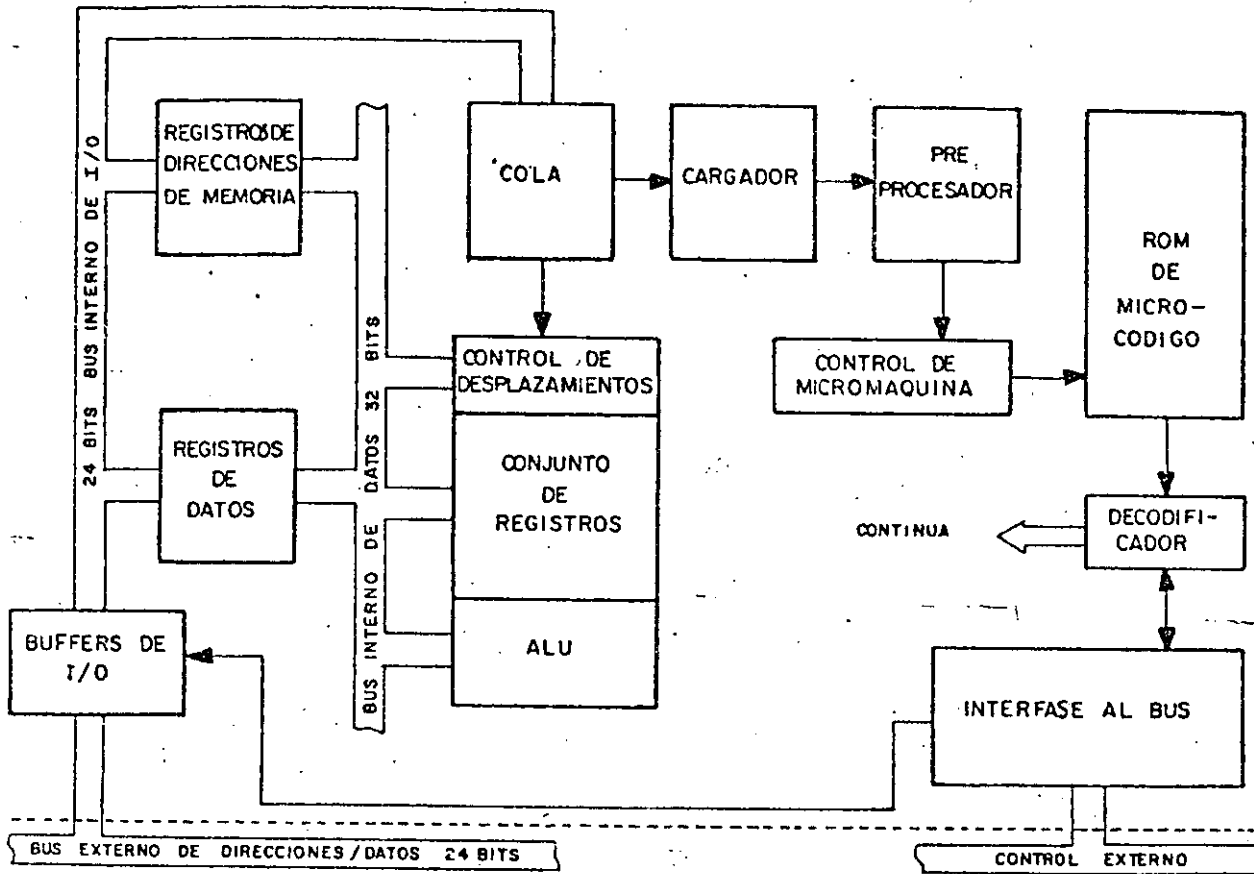 REGISTROS DE
DIRECCIONES
DE MEMORIA
COLA
CARGADOR
PRE
PROCESADOR
ROM
DE
MICRO-
CODIGO
24 BITS BUS INTERNO DE I/O
BUS INTERNO DE DATOS 32 BITS
CONTROL DE
DESPLAZAMIENTOS
CONTROL DE
MICROMAQUINA
REGISTROS
DE
DATOS
CONJUNTO
DE
REGISTROS
CONTINUA
DECODIFI-
CADOR
BUFFERS DE
I/O
ALU
INTERFASE AL BUS
BUS EXTERNO DE DIRECCIONES/DATOS 24 BITS
CONTROL EXTERNO